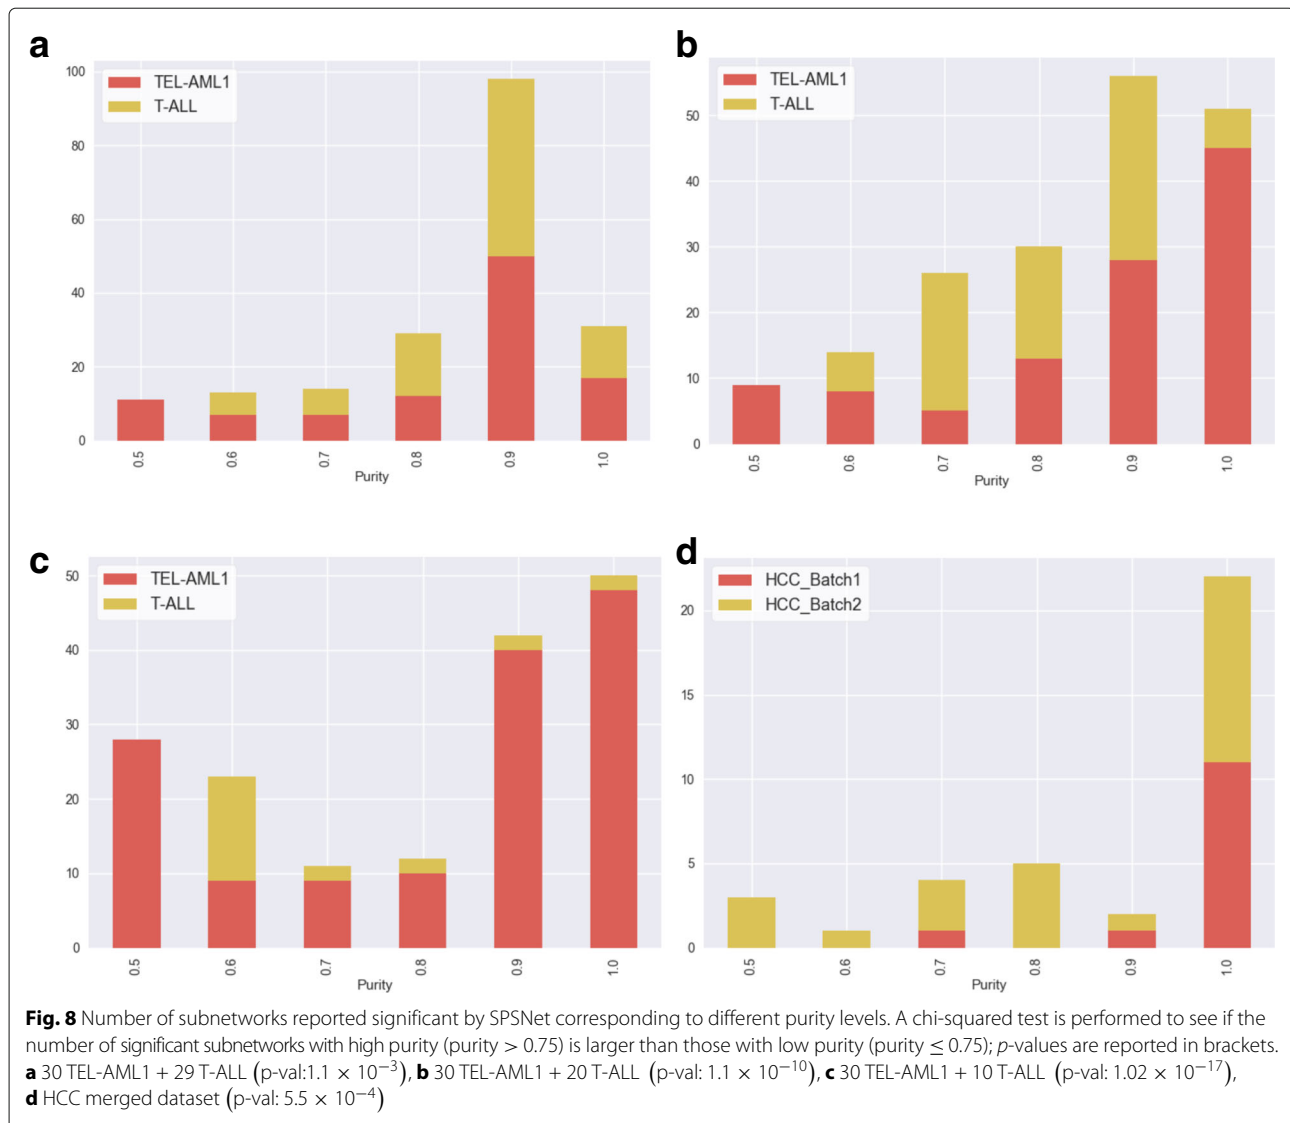 a
TEL-AML1
T-ALL
100
80
60
40
20
0
0.5
0.6
0.7
0.8
0.9
1.0
Purity
b
TEL-AML1
T-ALL
50
40
30
20
10
0
0.5
0.6
0.7
0.8
0.9
1.0
Purity
c
TEL-AML1
T-ALL
50
40
30
20
10
0
0.5
0.6
0.7
0.8
0.9
1.0
Purity
d
HCC_Batch1
HCC_Batch2
20
15
10
5
0
0.5
0.6
0.7
0.8
0.9
1.0
Purity
Fig. 8 Number of subnetworks reported significant by SPSNet corresponding to different purity levels. A chi-squared test is performed to see if the
number of significant subnetworks with high purity (purity > 0.75) is larger than those with low purity (purity ≤ 0.75); p-values are reported in brackets.
a 30 TEL-AML1 + 29 T-ALL (p-val:1.1 × 10⁻³), b 30 TEL-AML1 + 20 T-ALL (p-val: 1.1 × 10⁻¹⁰), c 30 TEL-AML1 + 10 T-ALL (p-val: 1.02 × 10⁻¹⁷),
d HCC merged dataset (p-val: 5.5 × 10⁻⁴)